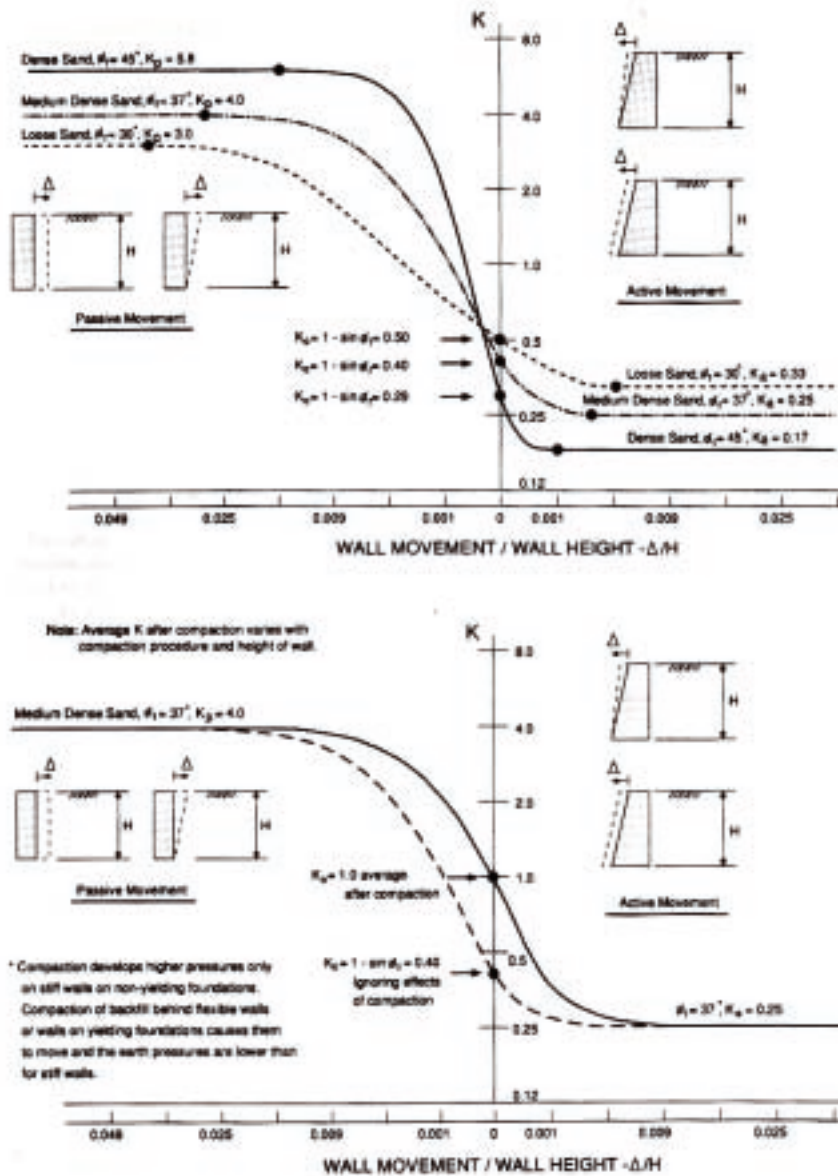 K
8.0
4.0
2.0
1.0
0.5
0.25
0.12
Dense Sand, ϕf = 45°, Kp = 5.8
Medium Dense Sand, ϕf = 37°, Kp = 4.0
Loose Sand, ϕf = 30°, Kp = 3.0
Δ
Δ
H
H
Passive Movement
Δ
H
Δ
H
Active Movement
Ko = 1 - sin ϕf = 0.50
Ko = 1 - sin ϕf = 0.40
Ko = 1 - sin ϕf = 0.29
Loose Sand, ϕf = 30°, Ka = 0.33
Medium Dense Sand, ϕf = 37°, Ka = 0.25
Dense Sand, ϕf = 45°, Ka = 0.17
0.049 0.025 0.009 0.001 0 0.001 0.009 0.025
WALL MOVEMENT / WALL HEIGHT -Δ/H
Note: Average K after compaction varies with
compaction procedure and height of wall.
K
8.0
4.0
2.0
1.0
0.5
0.25
0.12
Medium Dense Sand, ϕf = 37°, Kp = 4.0
Δ
Δ
H
H
Passive Movement
Δ
H
Δ
H
Active Movement
Ko = 1.0 average
after compaction
Ko = 1 - sin ϕf = 0.40
Ignoring effects
of compaction
* Compaction develops higher pressures only
on stiff walls on non-yielding foundations.
Compaction of backfill behind flexible walls
or walls on yielding foundations causes them
to move and the earth pressures are lower than
for stiff walls.
ϕf = 37°, Ka = 0.25
0.049 0.025 0.009 0.001 0 0.001 0.009 0.025
WALL MOVEMENT / WALL HEIGHT -Δ/H